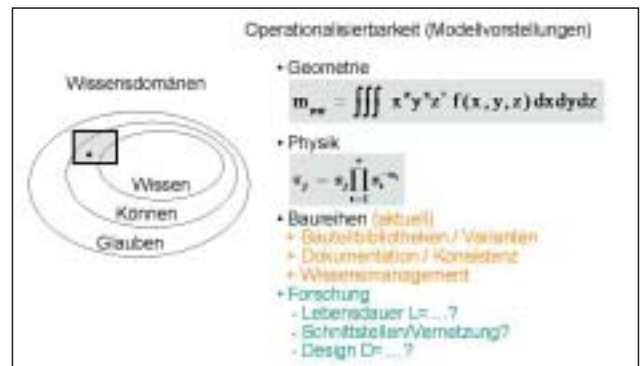 Operationalisierbarkeit (Modellvorstellungen)
Wissensdomänen
Wissen
Können
Glauben
+ Geometrie
= ∭ f(x, y, z) dxdydz
+ Physik
+ Baureihen (aktuell)
+ Bauteilbibliotheken / Varianten
+ Dokumentation / Konsistenz
+ Wissensmanagement
+ Forschung
- Lebensdauer L=...?
- Schnittstellen/Vernetzung?
- Design D=...?